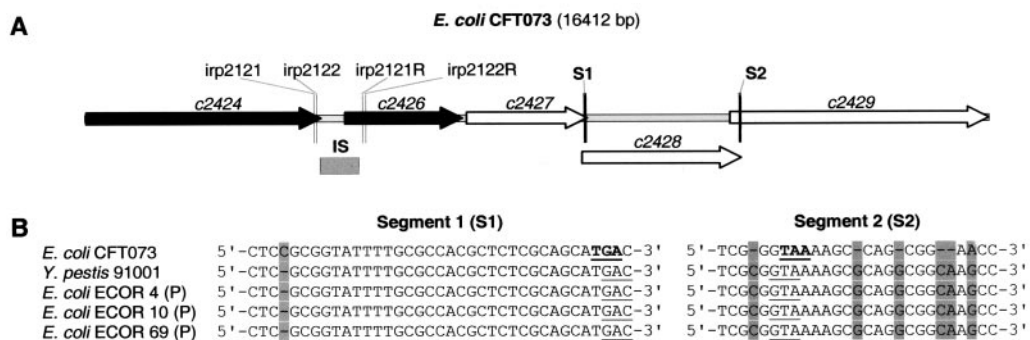 A
E. coli CFT073 (16412 bp)
irp2121 irp2122 irp2121R irp2122R
S1 S2
c2424 c2426 c2427 c2429
IS
c2428
B
Segment 1 (S1) Segment 2 (S2)
E. coli CFT073 5'-CTCCGCGGTATTTTGCGCCACGCTCTCGCAGCATGAC-3' 5'-TCG-GGTAAAAGC-CAG-CGG--AACC-3'
Y. pestis 91001 5'-CTC-GCGGTATTTTGCGCCACGCTCTCGCAGCATGAC-3' 5'-TCGCGGTAAAAGCGCAGGCGGCAAGCC-3'
E. coli ECOR 4 (P) 5'-CTC-GCGGTATTTTGCGCCACGCTCTCGCAGCATGAC-3' 5'-TCGCGGTAAAAGCGCAGGCGGCAAGCC-3'
E. coli ECOR 10 (P) 5'-CTC-GCGGTATTTTGCGCCACGCTCTCGCAGCATGAC-3' 5'-TCGCGGTAAAAGCGCAGGCGGCAAGCC-3'
E. coli ECOR 69 (P) 5'-CTC-GCGGTATTTTGCGCCACGCTCTCGCAGCATGAC-3' 5'-TCGCGGTAAAAGCGCAGGCGGCAAGCC-3'